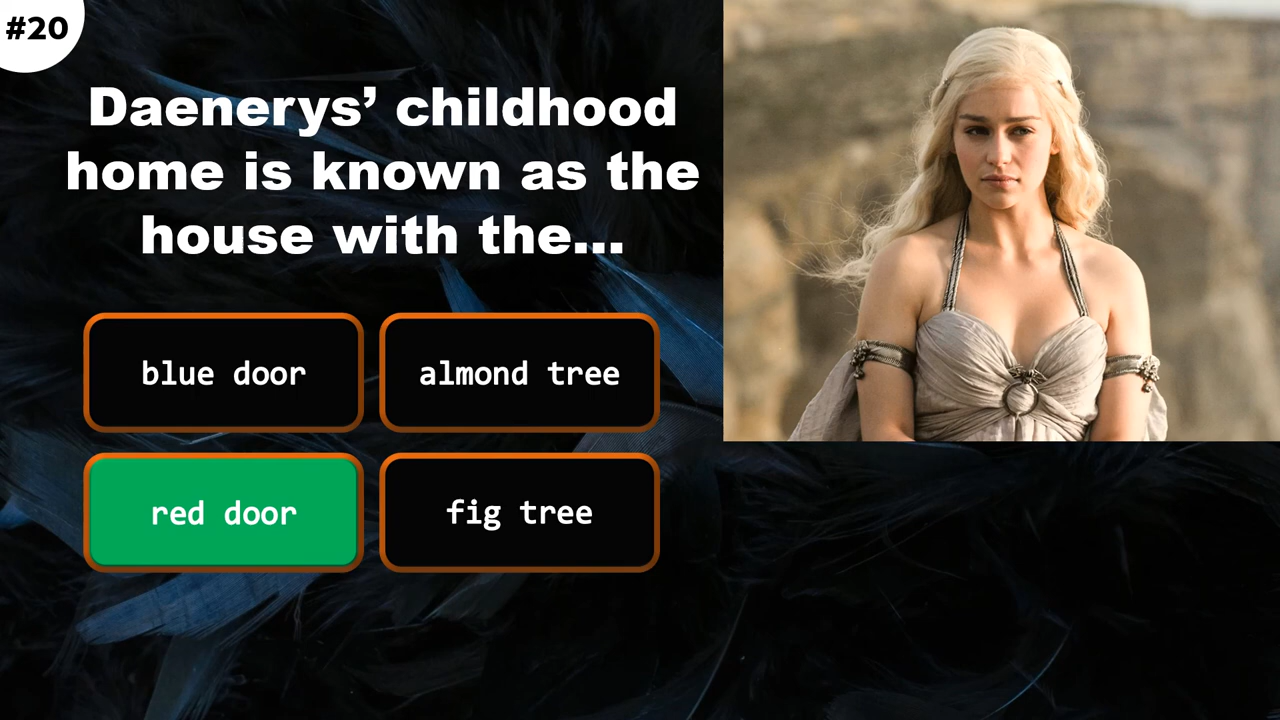 #20
Daenerys’ childhood
home is known as the
house with the...
blue door
almond tree
red door
fig tree